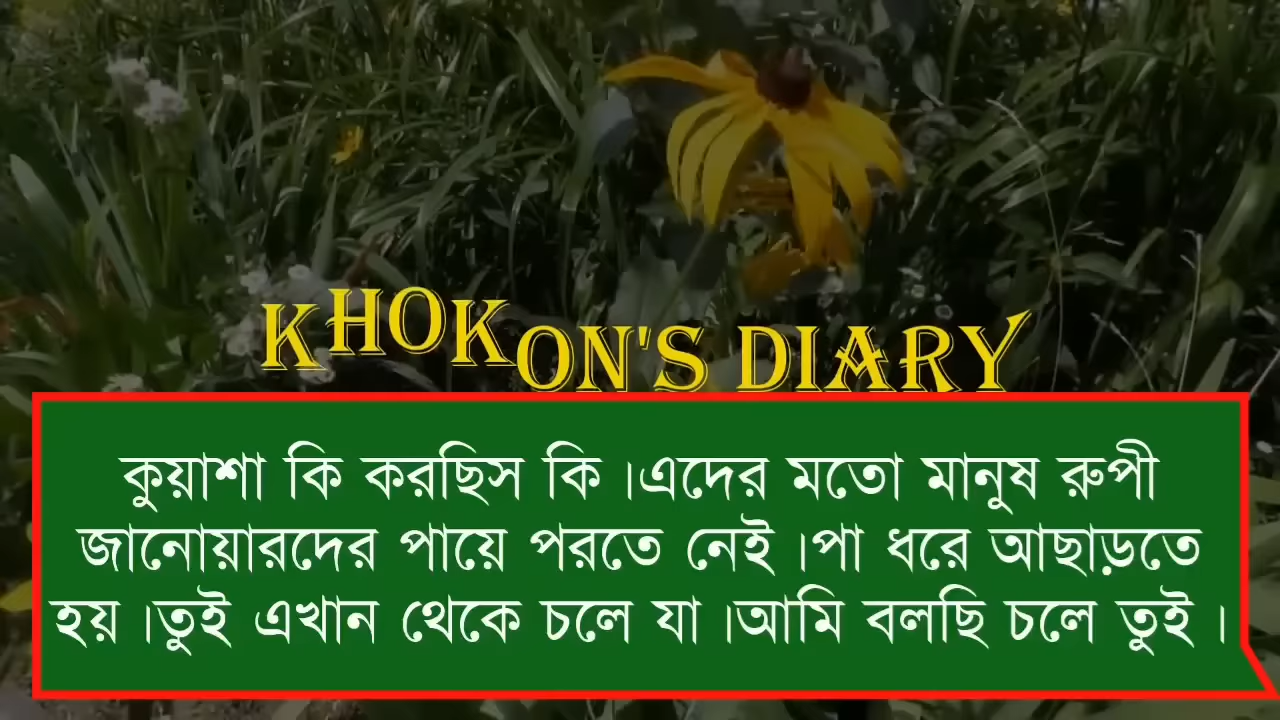 KHOKON'S DIARY
কুয়াশা কি করছিস কি ।এদের মতো মানুষ রুপী
জানোয়ারদের পায়ে পরতে নেই ।পা ধরে আছাড়তে
হয় ।তুই এখান থেকে চলে যা ।আমি বলছি চলে তুই ।